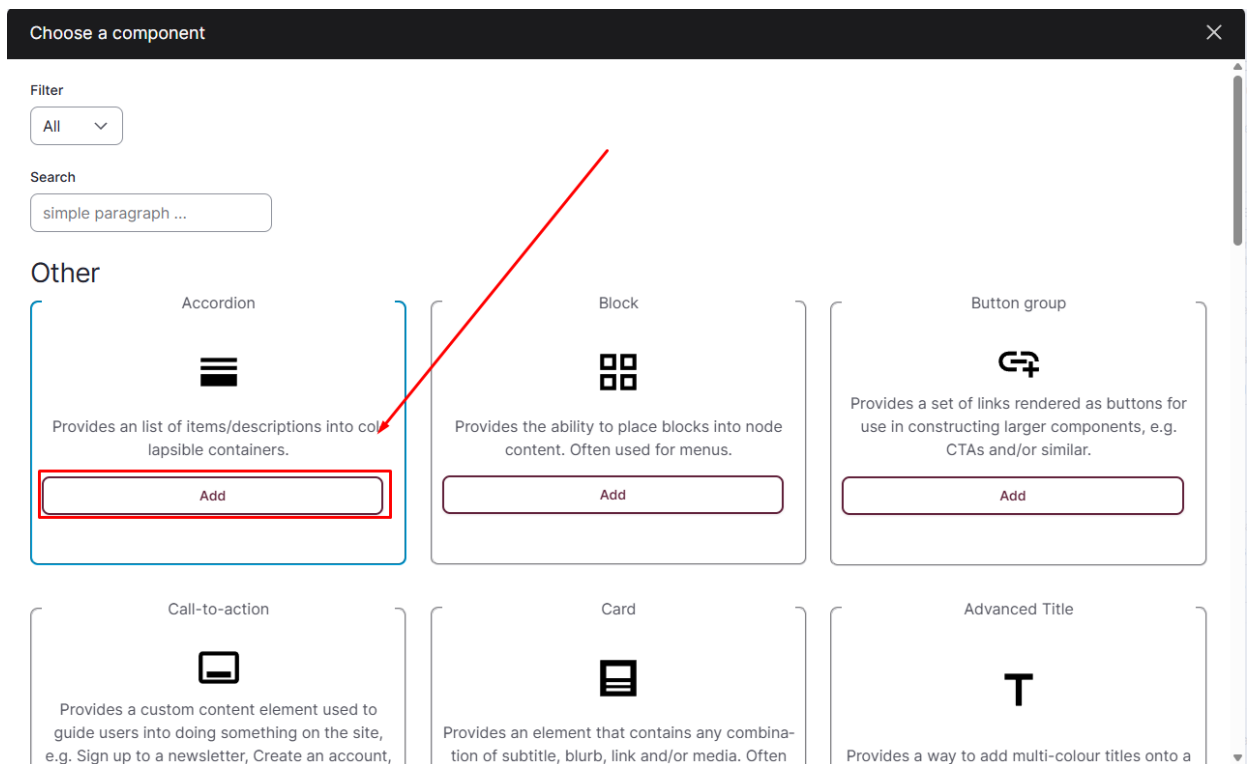 Choose a component
Filter
All
Search
simple paragraph ...
Other
Accordion
Provides an list of items/descriptions into col
lapsible containers.
Add
Block
Provides the ability to place blocks into node
content. Often used for menus.
Add
Button group
Provides a set of links rendered as buttons for
use in constructing larger components, e.g.
CTAs and/or similar.
Add
Call-to-action
Provides a custom content element used to
guide users into doing something on the site,
e.g. Sign up to a newsletter, Create an account,
Card
Provides an element that contains any combina-
tion of subtitle, blurb, link and/or media. Often
Advanced Title
Provides a way to add multi-colour titles onto a